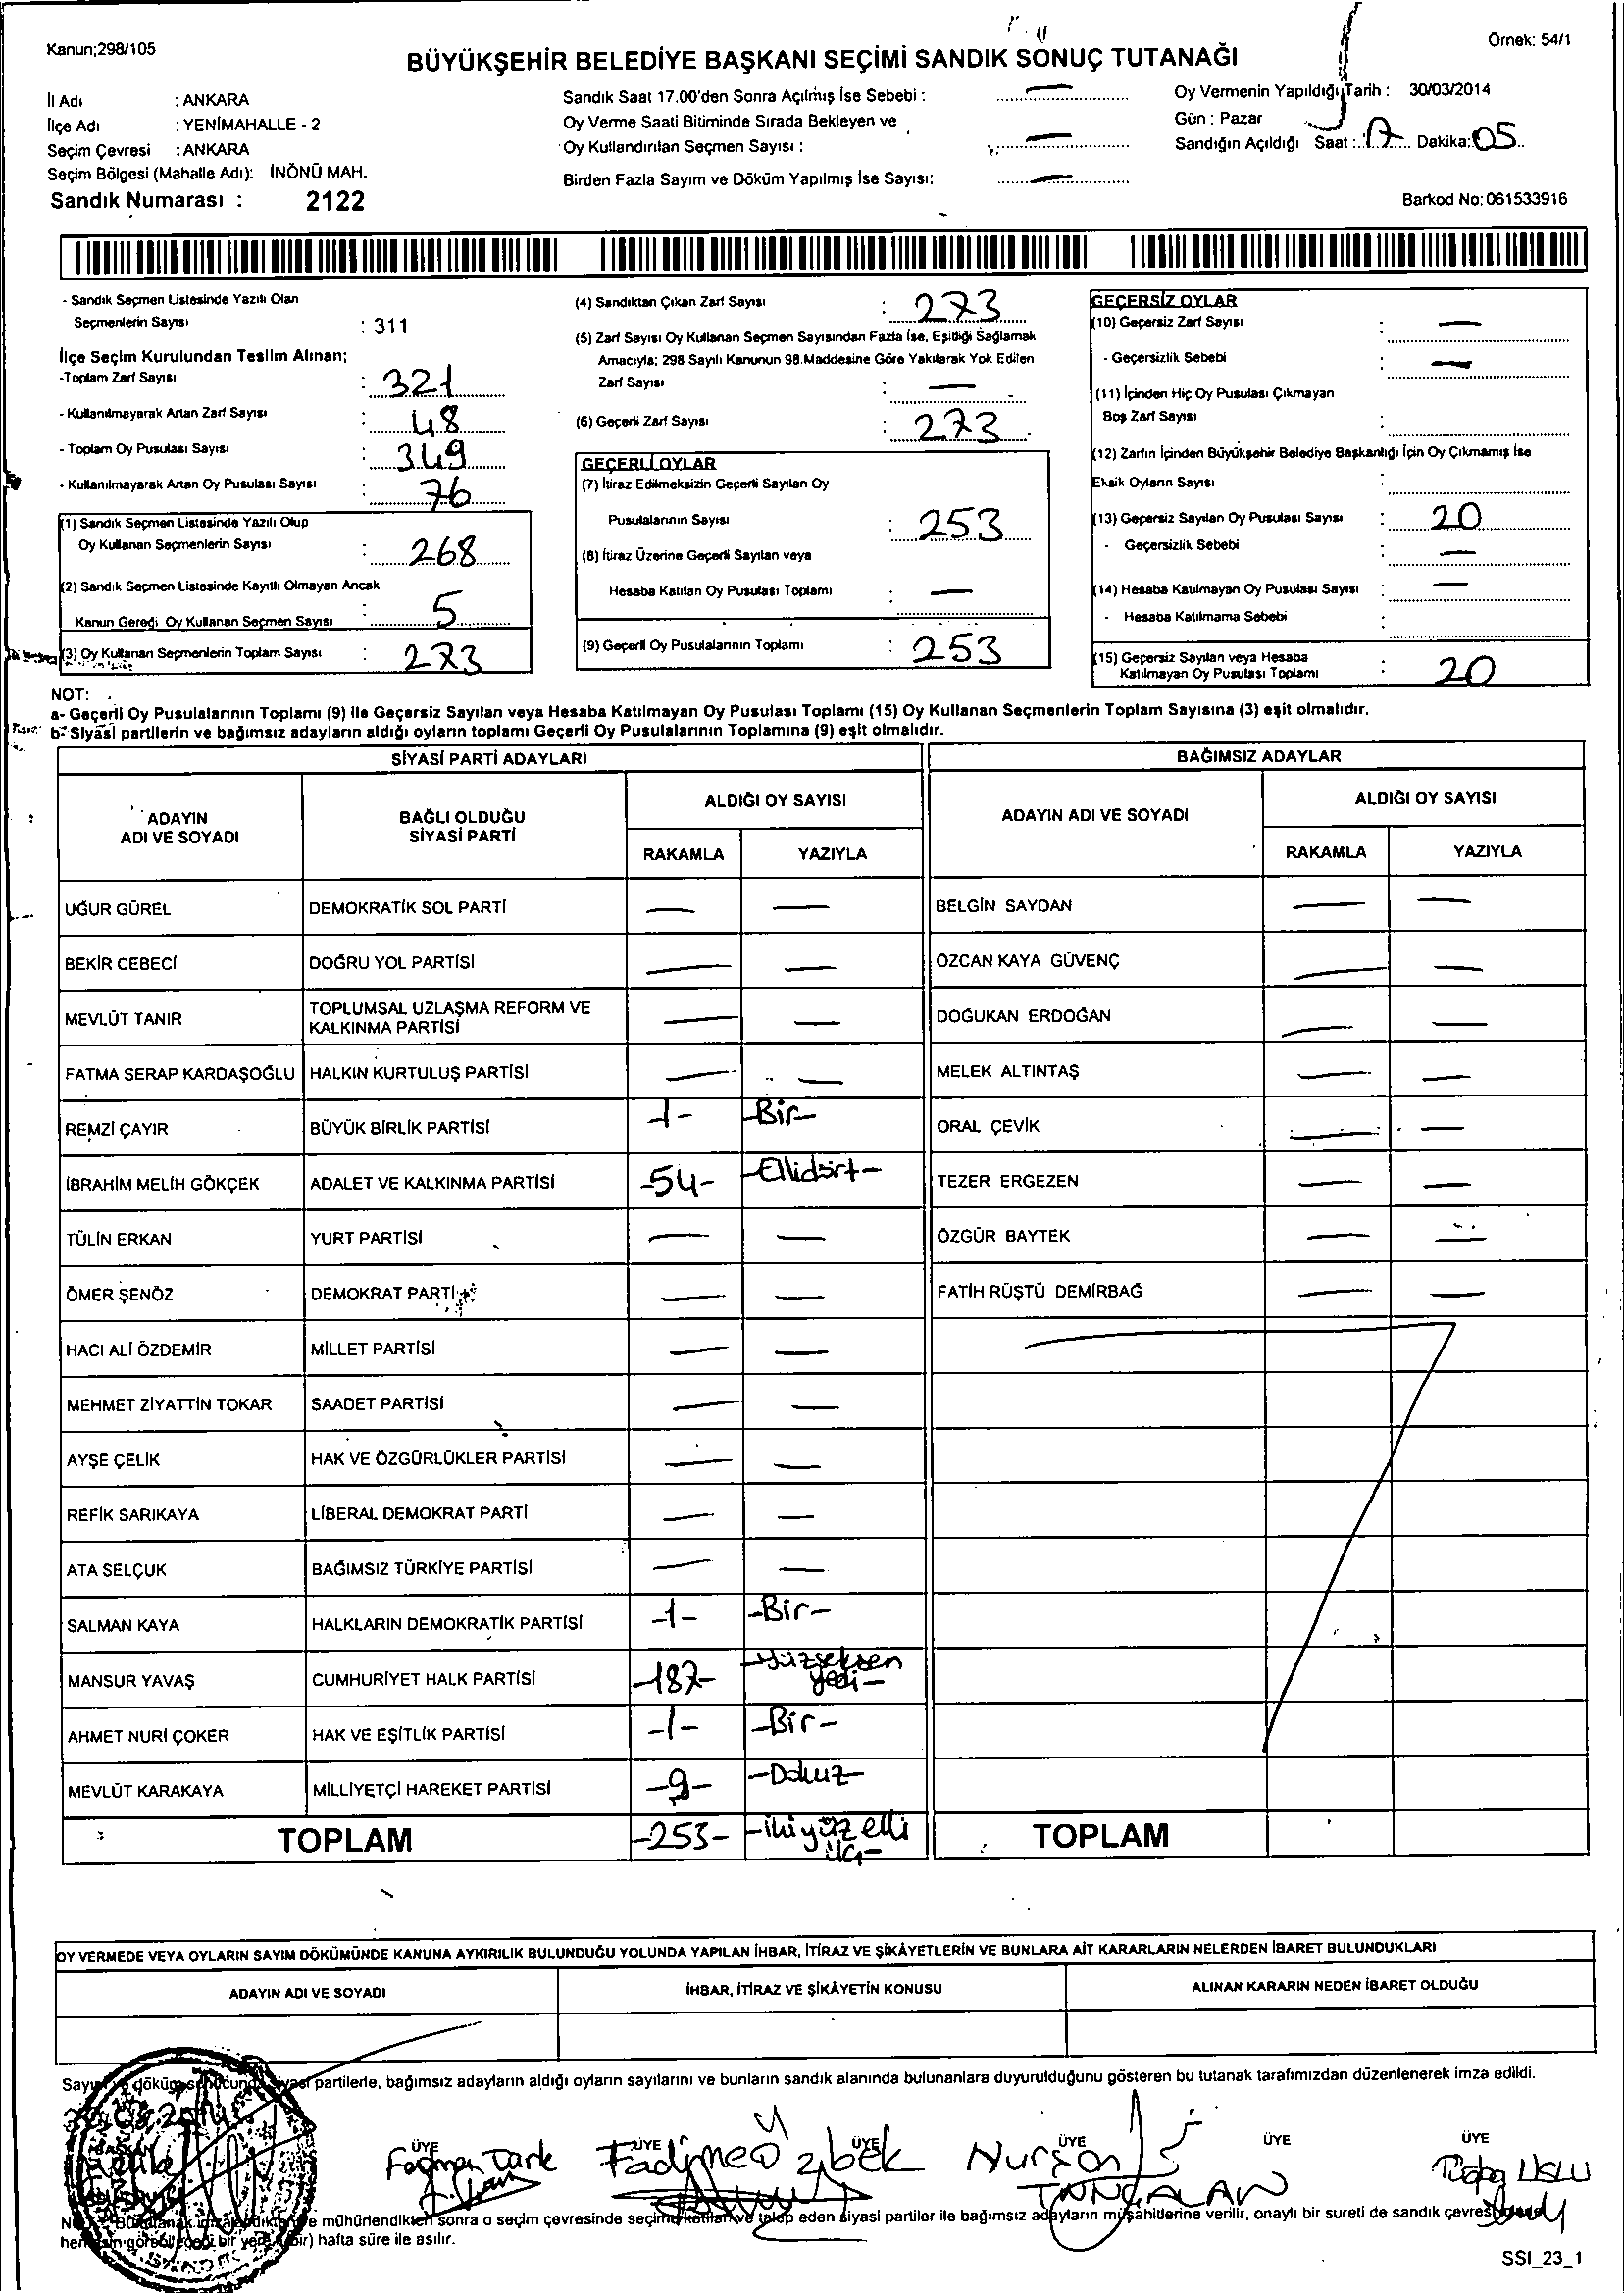 Kanun;298/105
Örnek: 54/1
BÜYÜKŞEHİR BELEDİYE BAŞKANI SEÇİMİ SANDIK SONUÇ TUTANAĞI
İl Adı : ANKARA
İlçe Adı : YENİMAHALLE - 2
Seçim Çevresi : ANKARA
Seçim Bölgesi (Mahalle Adı): İNÖNÜ MAH.
Sandık Numarası : 2122
Sandık Saat 17.00'den Sonra Açılmış İse Sebebi : —
Oy Verme Saati Bitiminde Sırada Bekleyen ve
Oy Kullandırılan Seçmen Sayısı : —
Birden Fazla Sayım ve Döküm Yapılmış İse Sayısı: —
Oy Vermenin Yapıldığı Tarih : 30/03/2014
Gün : Pazar
Sandığın Açıldığı Saat : 17 Dakika: 05
Barkod No: 061533916
- Sandık Seçmen Listesinde Yazılı Olan
Seçmenlerin Sayısı : 311
İlçe Seçim Kurulundan Teslim Alınan;
-Toplam Zarf Sayısı : 321
- Kullanılmayarak Artan Zarf Sayısı : 48
- Toplam Oy Pusulası Sayısı : 349
- Kullanılmayarak Artan Oy Pusulası Sayısı : 76
(1) Sandık Seçmen Listesinde Yazılı Olup
Oy Kullanan Seçmenlerin Sayısı : 268
(2) Sandık Seçmen Listesinde Kayıtlı Olmayan Ancak
Kanun Gereği Oy Kullanan Seçmen Sayısı : 5
(3) Oy Kullanan Seçmenlerin Toplam Sayısı : 273
(4) Sandıktan Çıkan Zarf Sayısı : 273
(5) Zarf Sayısı Oy Kullanan Seçmen Sayısından Fazla İse, Eşitliği Sağlamak
Amacıyla; 298 Sayılı Kanunun 98.Maddesine Göre Yakılarak Yok Edilen
Zarf Sayısı : —
(6) Geçerli Zarf Sayısı : 273
GEÇERLİ OYLAR
(7) İtiraz Edilmeksizin Geçerli Sayılan Oy
Pusulalarının Sayısı : 253
(8) İtiraz Üzerine Geçerli Sayılan veya
Hesaba Katılan Oy Pusulası Toplamı : —
(9) Geçerli Oy Pusulalarının Toplamı : 253
GEÇERSİZ OYLAR
(10) Geçersiz Zarf Sayısı : —
- Geçersizlik Sebebi : —
(11) İçinden Hiç Oy Pusulası Çıkmayan
Boş Zarf Sayısı :
(12) Zarfın İçinden Büyükşehir Belediye Başkanlığı İçin Oy Çıkmamış İse
Eksik Oyların Sayısı :
(13) Geçersiz Sayılan Oy Pusulası Sayısı : 20
- Geçersizlik Sebebi : —
(14) Hesaba Katılmayan Oy Pusulası Sayısı : —
- Hesaba Katılmama Sebebi :
(15) Geçersiz Sayılan veya Hesaba
Katılmayan Oy Pusulası Toplamı : 20
NOT:
a- Geçerli Oy Pusulalarının Toplamı (9) ile Geçersiz Sayılan veya Hesaba Katılmayan Oy Pusulası Toplamı (15) Oy Kullanan Seçmenlerin Toplam Sayısına (3) eşit olmalıdır.
b- Siyasi partilerin ve bağımsız adayların aldığı oyların toplamı Geçerli Oy Pusulalarının Toplamına (9) eşit olmalıdır.
SİYASİ PARTİ ADAYLARI
ADAYIN ADI VE SOYADI BAĞLI OLDUĞU SİYASİ PARTİ ALDIĞI OY SAYISI
RAKAMLA YAZIYLA
UĞUR GÜREL DEMOKRATİK SOL PARTİ — —
BEKİR CEBECİ DOĞRU YOL PARTİSİ — —
MEVLÜT TANIR TOPLUMSAL UZLAŞMA REFORM VE KALKINMA PARTİSİ — —
FATMA SERAP KARDAŞOĞLU HALKIN KURTULUŞ PARTİSİ — —
REMZİ ÇAYIR BÜYÜK BİRLİK PARTİSİ -1- -Bir-
İBRAHİM MELİH GÖKÇEK ADALET VE KALKINMA PARTİSİ -54- -Ellidört-
TÜLİN ERKAN YURT PARTİSİ — —
ÖMER ŞENÖZ DEMOKRAT PARTİ — —
HACI ALİ ÖZDEMİR MİLLET PARTİSİ — —
MEHMET ZİYATTİN TOKAR SAADET PARTİSİ — —
AYŞE ÇELİK HAK VE ÖZGÜRLÜKLER PARTİSİ — —
REFİK SARIKAYA LİBERAL DEMOKRAT PARTİ — —
ATA SELÇUK BAĞIMSIZ TÜRKİYE PARTİSİ — —
SALMAN KAYA HALKLARIN DEMOKRATİK PARTİSİ -1- -Bir-
MANSUR YAVAŞ CUMHURİYET HALK PARTİSİ -187- -Yüzseksen yedi-
AHMET NURİ ÇOKER HAK VE EŞİTLİK PARTİSİ -1- -Bir-
MEVLÜT KARAKAYA MİLLİYETÇİ HAREKET PARTİSİ -9- -Dokuz-
TOPLAM -253- -ikiyüz elli üç-
BAĞIMSIZ ADAYLAR
ADAYIN ADI VE SOYADI ALDIĞI OY SAYISI
RAKAMLA YAZIYLA
BELGİN SAYDAN — —
ÖZCAN KAYA GÜVENÇ — —
DOĞUKAN ERDOĞAN — —
MELEK ALTINTAŞ — —
ORAL ÇEVİK — —
TEZER ERGEZEN — —
ÖZGÜR BAYTEK — —
FATİH RÜŞTÜ DEMİRBAĞ — —
TOPLAM
OY VERMEDE VEYA OYLARIN SAYIM DÖKÜMÜNDE KANUNA AYKIRILIK BULUNDUĞU YOLUNDA YAPILAN İHBAR, İTİRAZ VE ŞİKÂYETLERİN VE BUNLARA AİT KARARLARIN NELERDEN İBARET BULUNDUKLARI
ADAYIN ADI VE SOYADI İHBAR, İTİRAZ VE ŞİKÂYETİN KONUSU ALINAN KARARIN NEDEN İBARET OLDUĞU
partilerle, bağımsız adayların aldığı oyların sayılarını ve bunların sandık alanında bulunanlara duyurulduğunu gösteren bu tutanak tarafımızdan düzenlenerek imza edildi.
BAŞKAN ÜYE ÜYE ÜYE ÜYE ÜYE ÜYE
Nurşan
mühürlendikten sonra o seçim çevresinde seçime katılan ve talep eden siyasi partiler ile bağımsız adayların müşahitlerine verilir, onaylı bir sureti de sandık
hafta süre ile asılır.
SSI_23_1